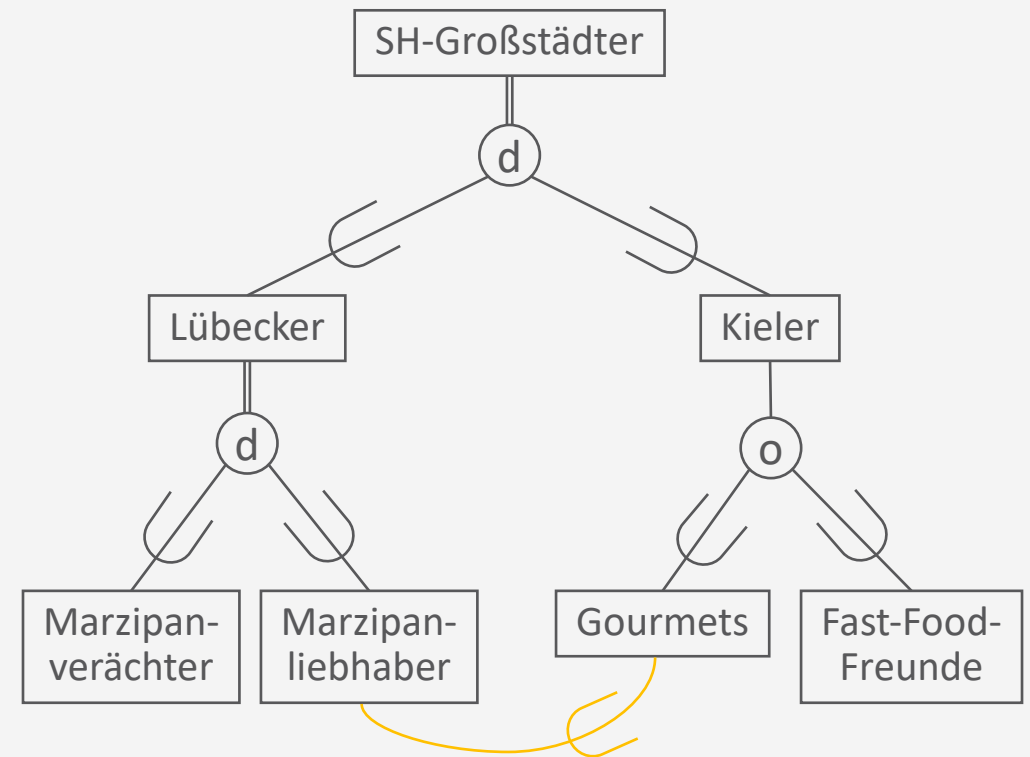 SH-Großstädter
d
Lübecker
Kieler
d
o
Marzipan-
verächter
Marzipan-
liebhaber
Gourmets
Fast-Food-
Freunde